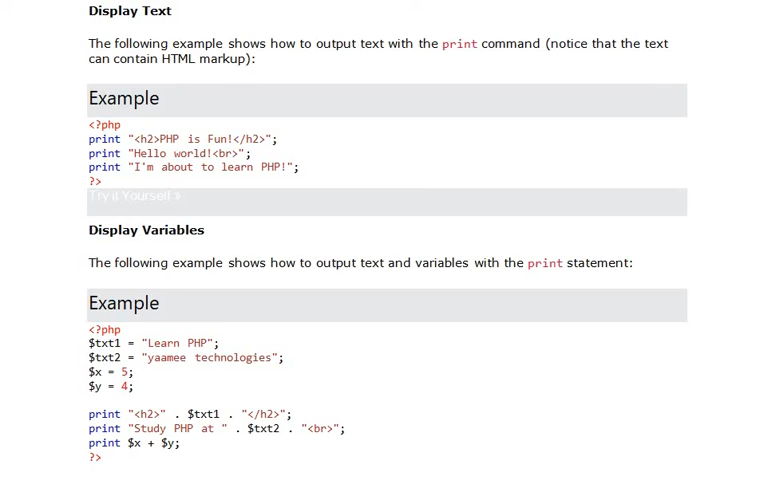 Display Text
The following example shows how to output text with the print command (notice that the text
can contain HTML markup):
Example
<?php
print "<h2>PHP is Fun!</h2>";
print "Hello world!<br>";
print "I'm about to learn PHP!";
?>
Try it Yourself »
Display Variables
The following example shows how to output text and variables with the print statement:
Example
<?php
$txt1 = "Learn PHP";
$txt2 = "yaamee technologies";
$x = 5;
$y = 4;
print "<h2>" . $txt1 . "</h2>";
print "Study PHP at " . $txt2 . "<br>";
print $x + $y;
?>